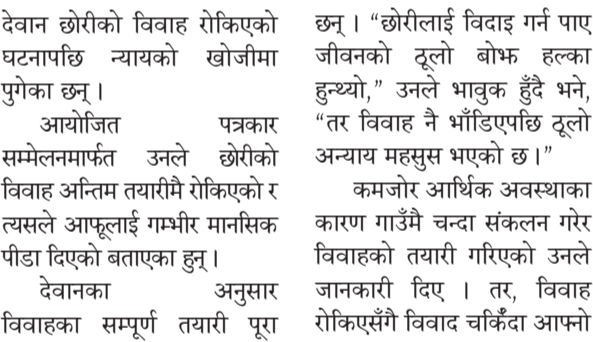 देवान छोरीको विवाह रोकिएको
घटनापछि न्यायको खोजीमा
पुगेका छन् ।
आयोजित पत्रकार
सम्मेलनमार्फत उनले छोरीको
विवाह अन्तिम तयारीमै रोकिएको र
त्यसले आफूलाई गम्भीर मानसिक
पीडा दिएको बताएका हुन् ।
देवानका अनुसार
विवाहका सम्पूर्ण तयारी पूरा
छन् । “छोरीलाई विदाइ गर्न पाए
जीवनको ठूलो बोझ हल्का
हुन्थ्यो,” उनले भावुक हुँदै भने,
“तर विवाह नै भाँडिएपछि ठूलो
अन्याय महसुस भएको छ ।”
कमजोर आर्थिक अवस्थाका
कारण गाउँमै चन्दा संकलन गरेर
विवाहको तयारी गरिएको उनले
जानकारी दिए । तर, विवाह
रोकिएसँगै विवाद चर्किँदा आफ्नो